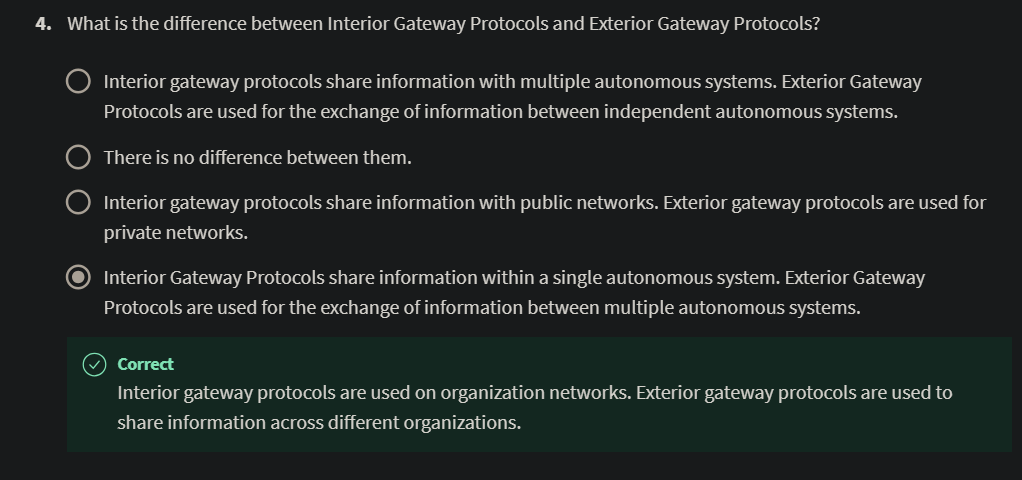 4. What is the difference between Interior Gateway Protocols and Exterior Gateway Protocols?
Interior gateway protocols share information with multiple autonomous systems. Exterior Gateway
Protocols are used for the exchange of information between independent autonomous systems.
There is no difference between them.
Interior gateway protocols share information with public networks. Exterior gateway protocols are used for
private networks.
Interior Gateway Protocols share information within a single autonomous system. Exterior Gateway
Protocols are used for the exchange of information between multiple autonomous systems.
Correct
Interior gateway protocols are used on organization networks. Exterior gateway protocols are used to
share information across different organizations.